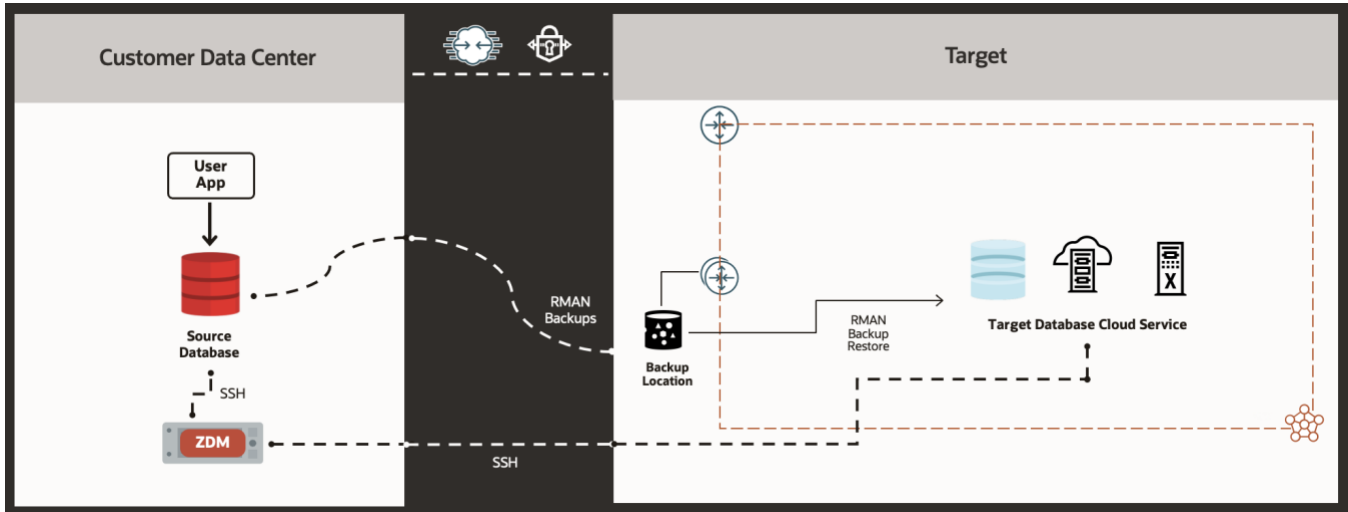 Customer Data Center
Target
User
App
Source
Database
SSH
ZDM
RMAN
Backups
SSH
Backup
Location
RMAN
Backup
Restore
X
Target Database Cloud Service